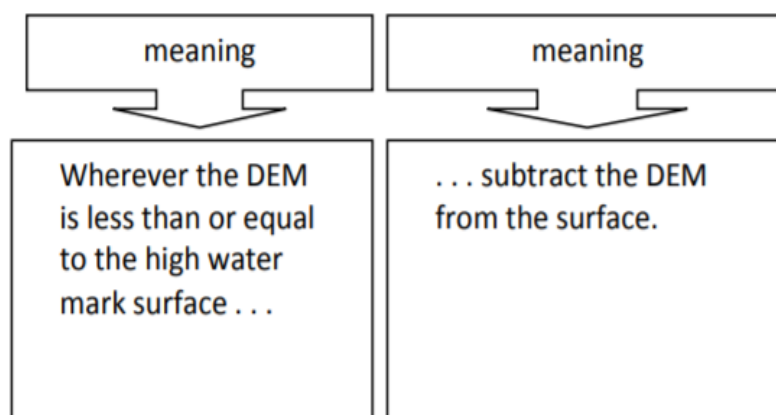 meaning
meaning
Wherever the DEM
is less than or equal
to the high water
mark surface . . .
. . . subtract the DEM
from the surface.